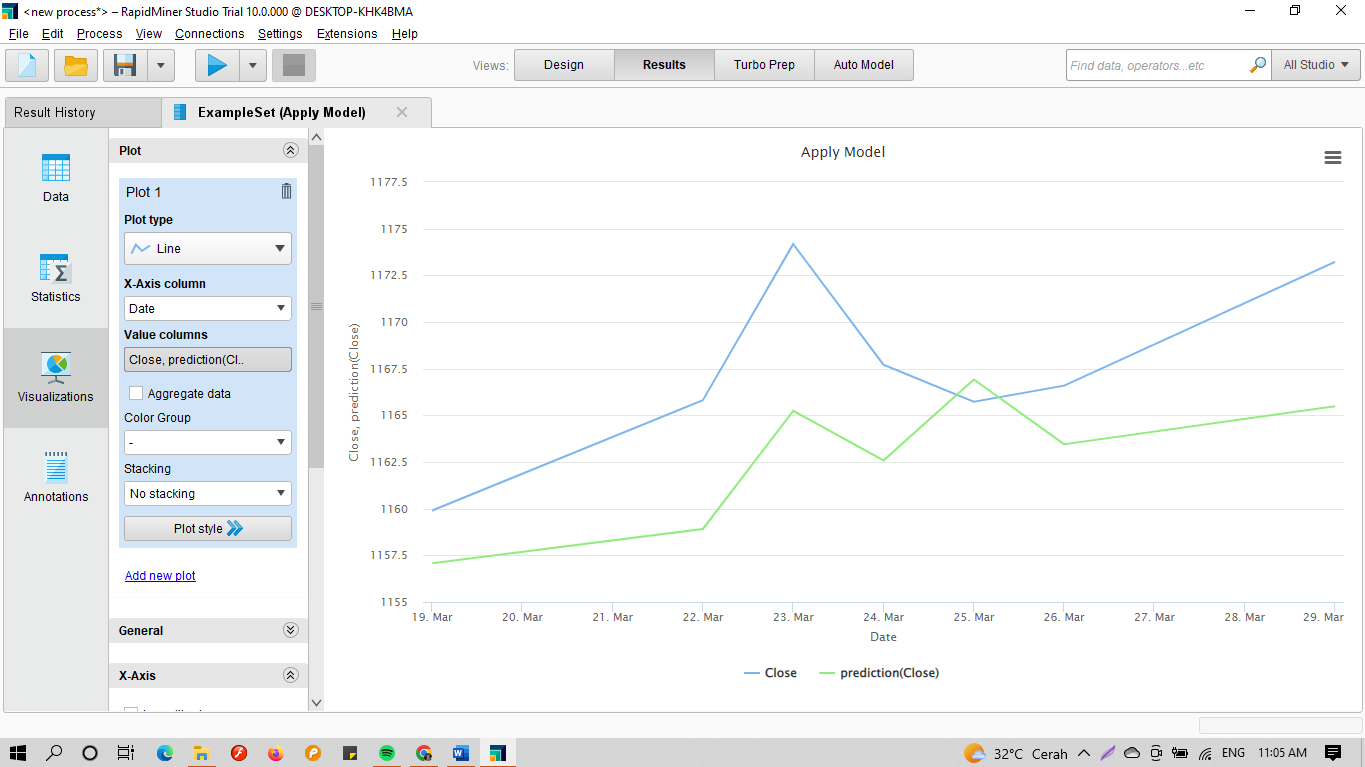 <new process*> – RapidMiner Studio Trial 10.0.000 @ DESKTOP-KHK4BMA
File Edit Process View Connections Settings Extensions Help
Views: Design Results Turbo Prep Auto Model
Find data, operators...etc
All Studio
Result History
ExampleSet (Apply Model)
Data
Statistics
Visualizations
Annotations
Plot
Plot 1
Plot type
Line
X-Axis column
Date
Value columns
Close, prediction(Cl..
Aggregate data
Color Group
-
Stacking
No stacking
Plot style
Add new plot
General
X-Axis
Apply Model
Close, prediction(Close)
1177.5
1175
1172.5
1170
1167.5
1165
1162.5
1160
1157.5
1155
19. Mar 20. Mar 21. Mar 22. Mar 23. Mar 24. Mar 25. Mar 26. Mar 27. Mar 28. Mar 29. Mar
Date
Close prediction(Close)
32°C Cerah ENG 11:05 AM